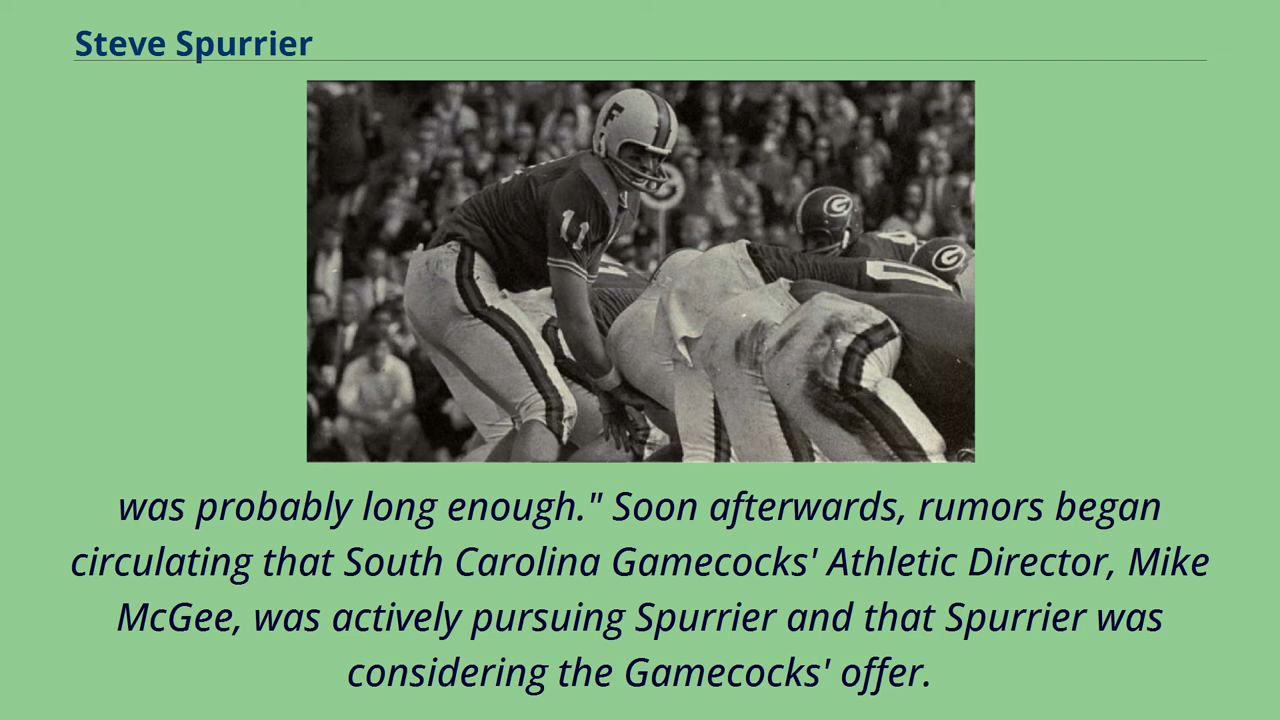 Steve Spurrier
F
11
G
G
was probably long enough." Soon afterwards, rumors began
circulating that South Carolina Gamecocks' Athletic Director, Mike
McGee, was actively pursuing Spurrier and that Spurrier was
considering the Gamecocks' offer.